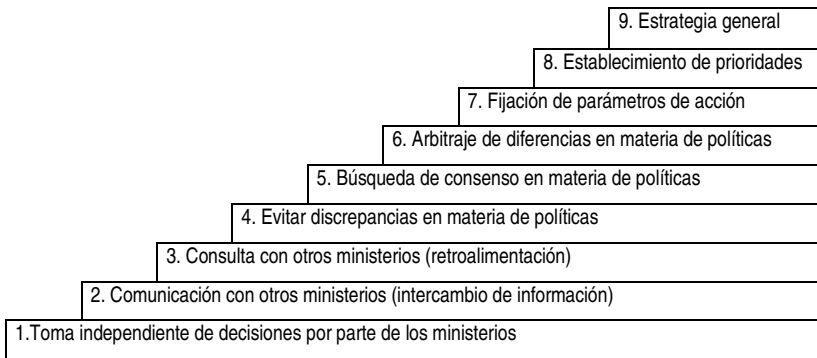 9. Estrategia general
8. Establecimiento de prioridades
7. Fijación de parámetros de acción
6. Arbitraje de diferencias en materia de políticas
5. Búsqueda de consenso en materia de políticas
4. Evitar discrepancias en materia de políticas
3. Consulta con otros ministerios (retroalimentación)
2. Comunicación con otros ministerios (intercambio de información)
1.Toma independiente de decisiones por parte de los ministerios